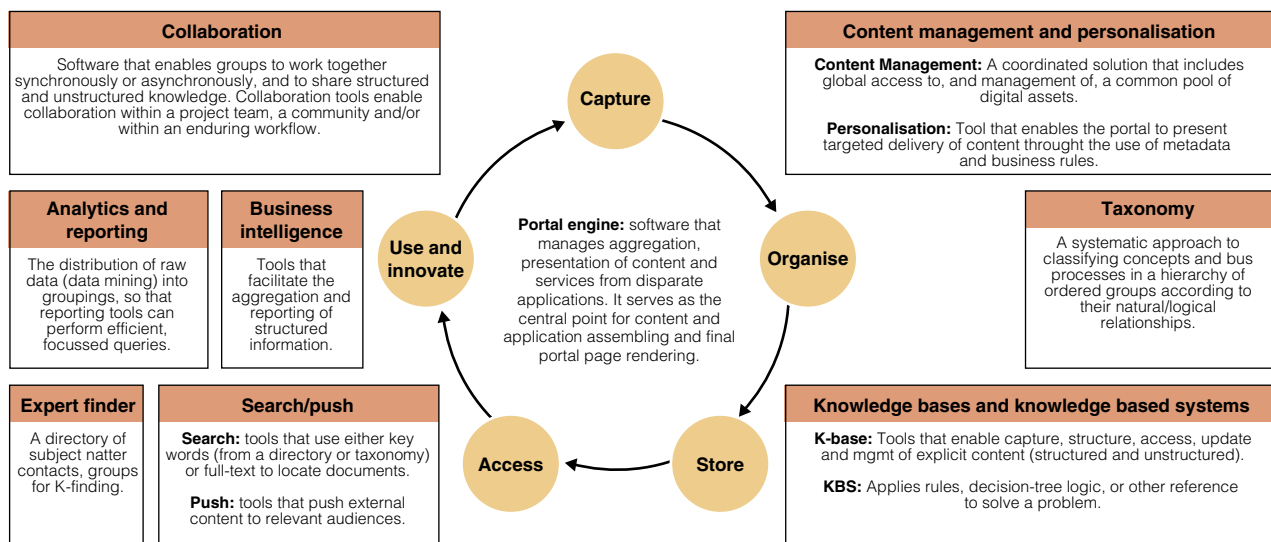 Collaboration
Software that enables groups to work together
synchronously or asynchronously, and to share structured
and unstructured knowledge. Collaboration tools enable
collaboration within a project team, a community and/or
within an enduring workflow.
Capture
Content management and personalisation
Content Management: A coordinated solution that includes
global access to, and management of, a common pool of
digital assets.
Personalisation: Tool that enables the portal to present
targeted delivery of content throught the use of metadata
and business rules.
Analytics and
reporting
The distribution of raw
data (data mining) into
groupings, so that
reporting tools can
perform efficient,
focussed queries.
Business
intelligence
Tools that
facilitate the
aggregation and
reporting of
structured
information.
Use and
innovate
Portal engine: software that
manages aggregation,
presentation of content and
services from disparate
applications. It serves as the
central point for content and
application assembling and final
portal page rendering.
Organise
Taxonomy
A systematic approach to
classifying concepts and bus
processes in a hierarchy of
ordered groups according to
their natural/logical
relationships.
Expert finder
A directory of
subject natter
contacts, groups
for K-finding.
Search/push
Search: tools that use either key
words (from a directory or taxonomy)
or full-text to locate documents.
Push: tools that push external
content to relevant audiences.
Access
Store
Knowledge bases and knowledge based systems
K-base: Tools that enable capture, structure, access, update
and mgmt of explicit content (structured and unstructured).
KBS: Applies rules, decision-tree logic, or other reference
to solve a problem.